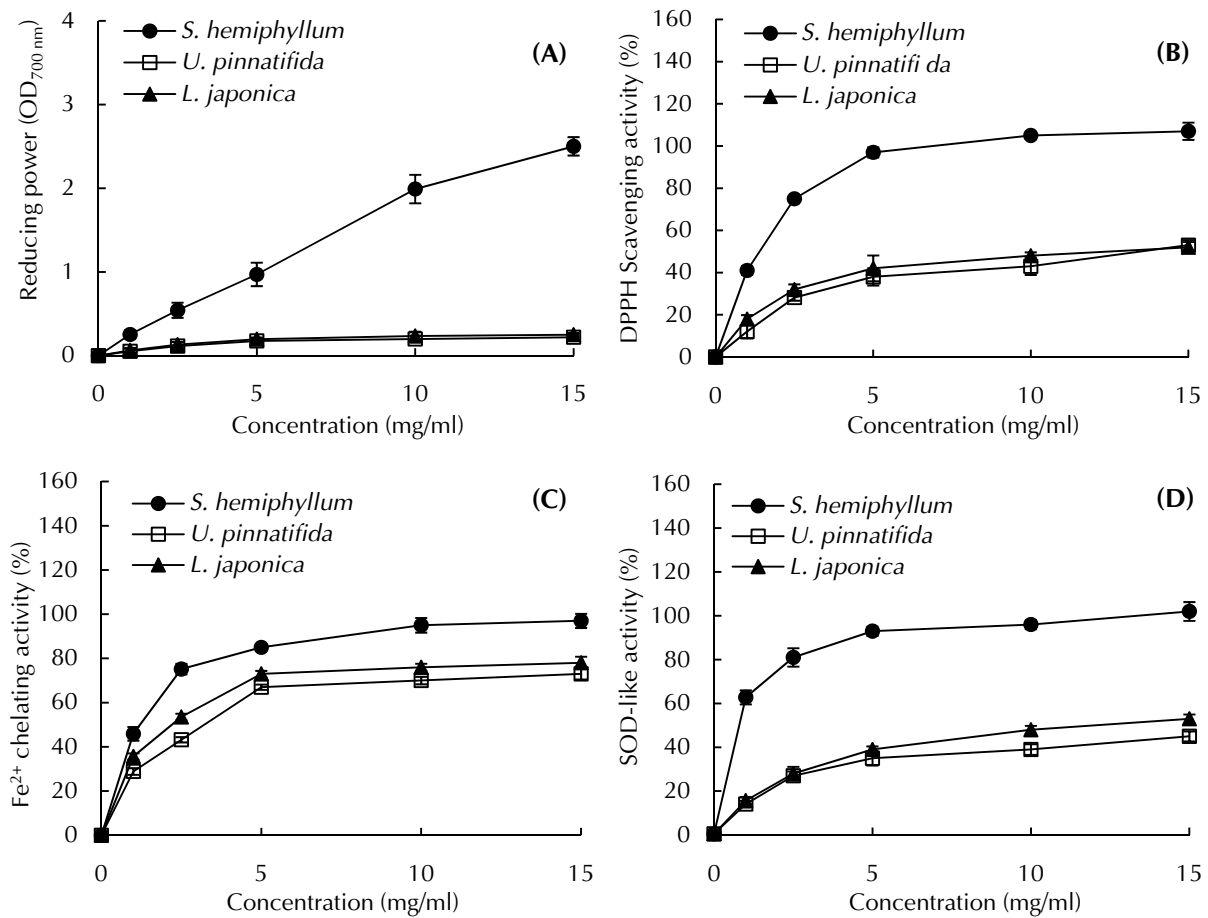 4
3
2
1
0
Reducing power (OD700 nm)
S. hemiphyllum
U. pinnatifida
L. japonica
(A)
0 5 10 15
Concentration (mg/ml)
160
140
120
100
80
60
40
20
0
DPPH Scavenging activity (%)
S. hemiphyllum
U. pinnatifi da
L. japonica
(B)
0 5 10 15
Concentration (mg/ml)
160
140
120
100
80
60
40
20
0
Fe2+ chelating activity (%)
S. hemiphyllum
U. pinnatifida
L. japonica
(C)
0 5 10 15
Concentration (mg/ml)
160
140
120
100
80
60
40
20
0
SOD-like activity (%)
S. hemiphyllum
U. pinnatifida
L. japonica
(D)
0 5 10 15
Concentration (mg/ml)